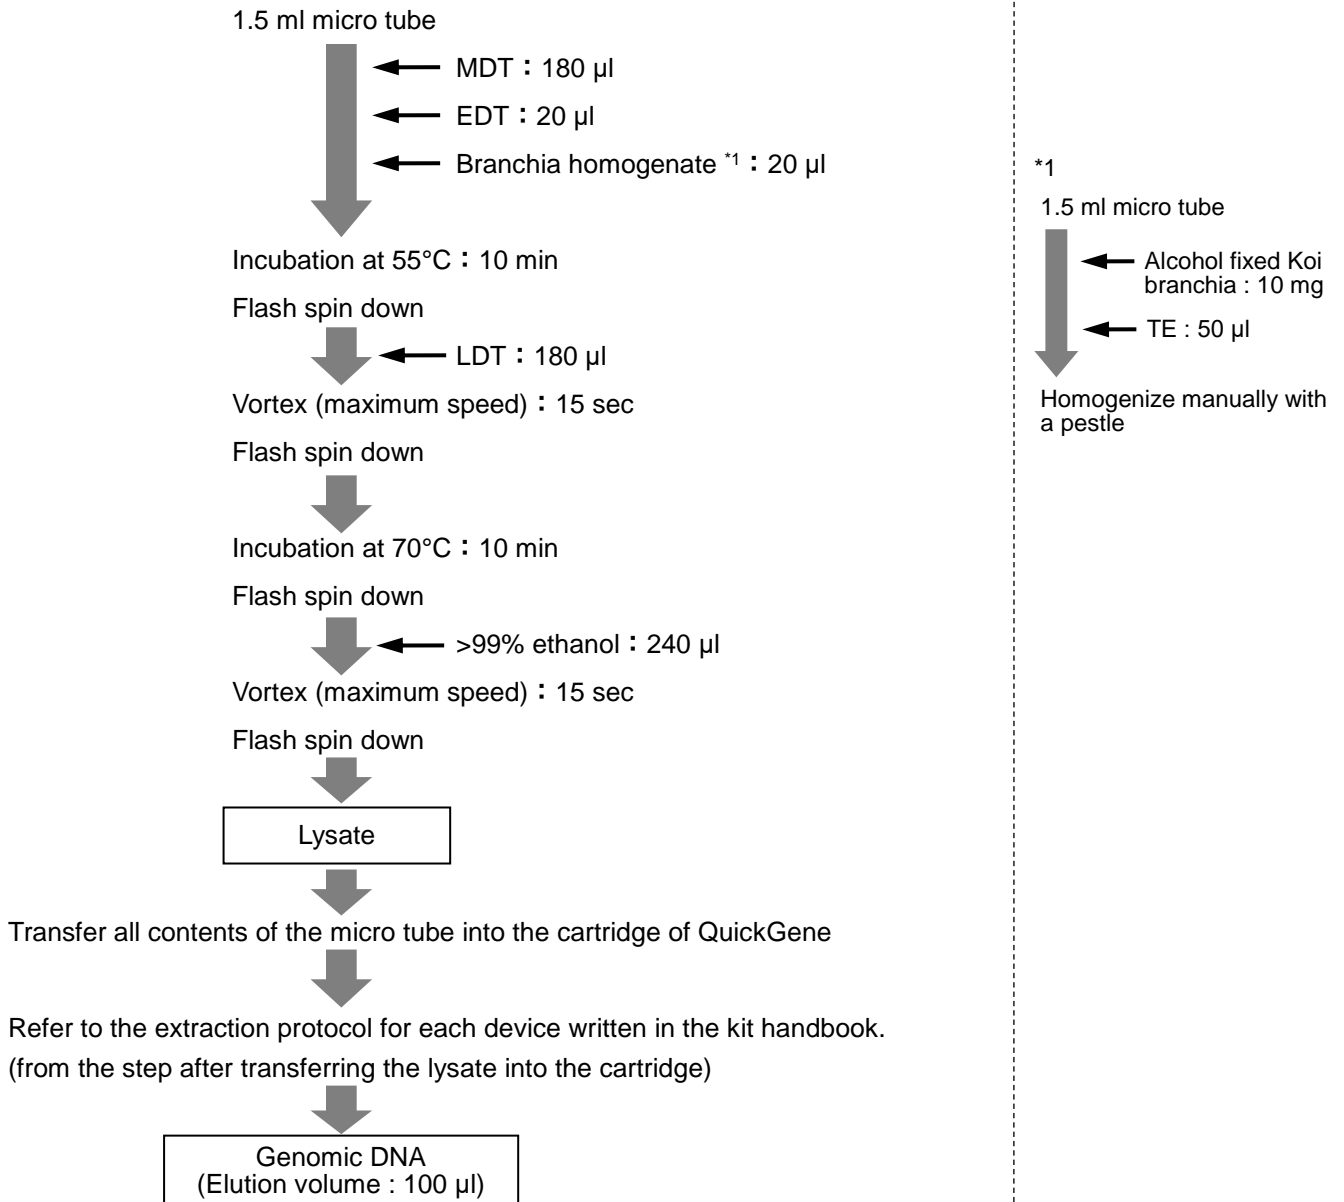 1.5 ml micro tube
MDT：180 µl
EDT：20 µl
Branchia homogenate *1：20 µl
Incubation at 55°C：10 min
Flash spin down
LDT：180 µl
Vortex (maximum speed)：15 sec
Flash spin down
Incubation at 70°C：10 min
Flash spin down
>99% ethanol：240 µl
Vortex (maximum speed)：15 sec
Flash spin down
Lysate
Transfer all contents of the micro tube into the cartridge of QuickGene
Refer to the extraction protocol for each device written in the kit handbook.
(from the step after transferring the lysate into the cartridge)
Genomic DNA
(Elution volume : 100 µl)
*1
1.5 ml micro tube
Alcohol fixed Koi
branchia : 10 mg
TE : 50 µl
Homogenize manually with
a pestle